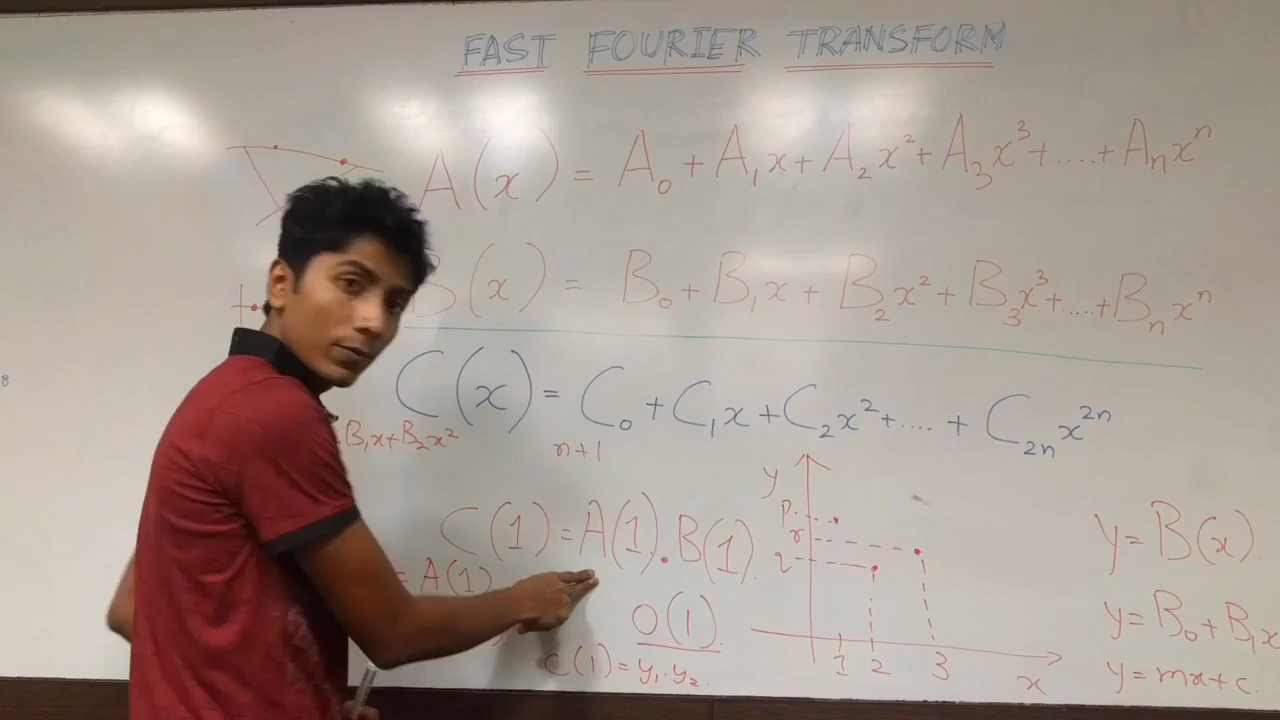 FAST FOURIER TRANSFORM
A(x) = A₀ + A₁x + A₂x² + A₃x³ + .... + Aₙxⁿ
B(x) = B₀ + B₁x + B₂x² + B₃x³ + .... + Bₙxⁿ
C(x) = C₀ + C₁x + C₂x² + .... + C₂ₙx²ⁿ
B₁x + B₂x²
n+1
C(1) = A(1) . B(1)
= A(1)
O(1)
C(1) = y₁.y₂
y
P
r
q
1 2 3
x
y = B(x)
y = B₀ + B₁x
y = mx + c
8